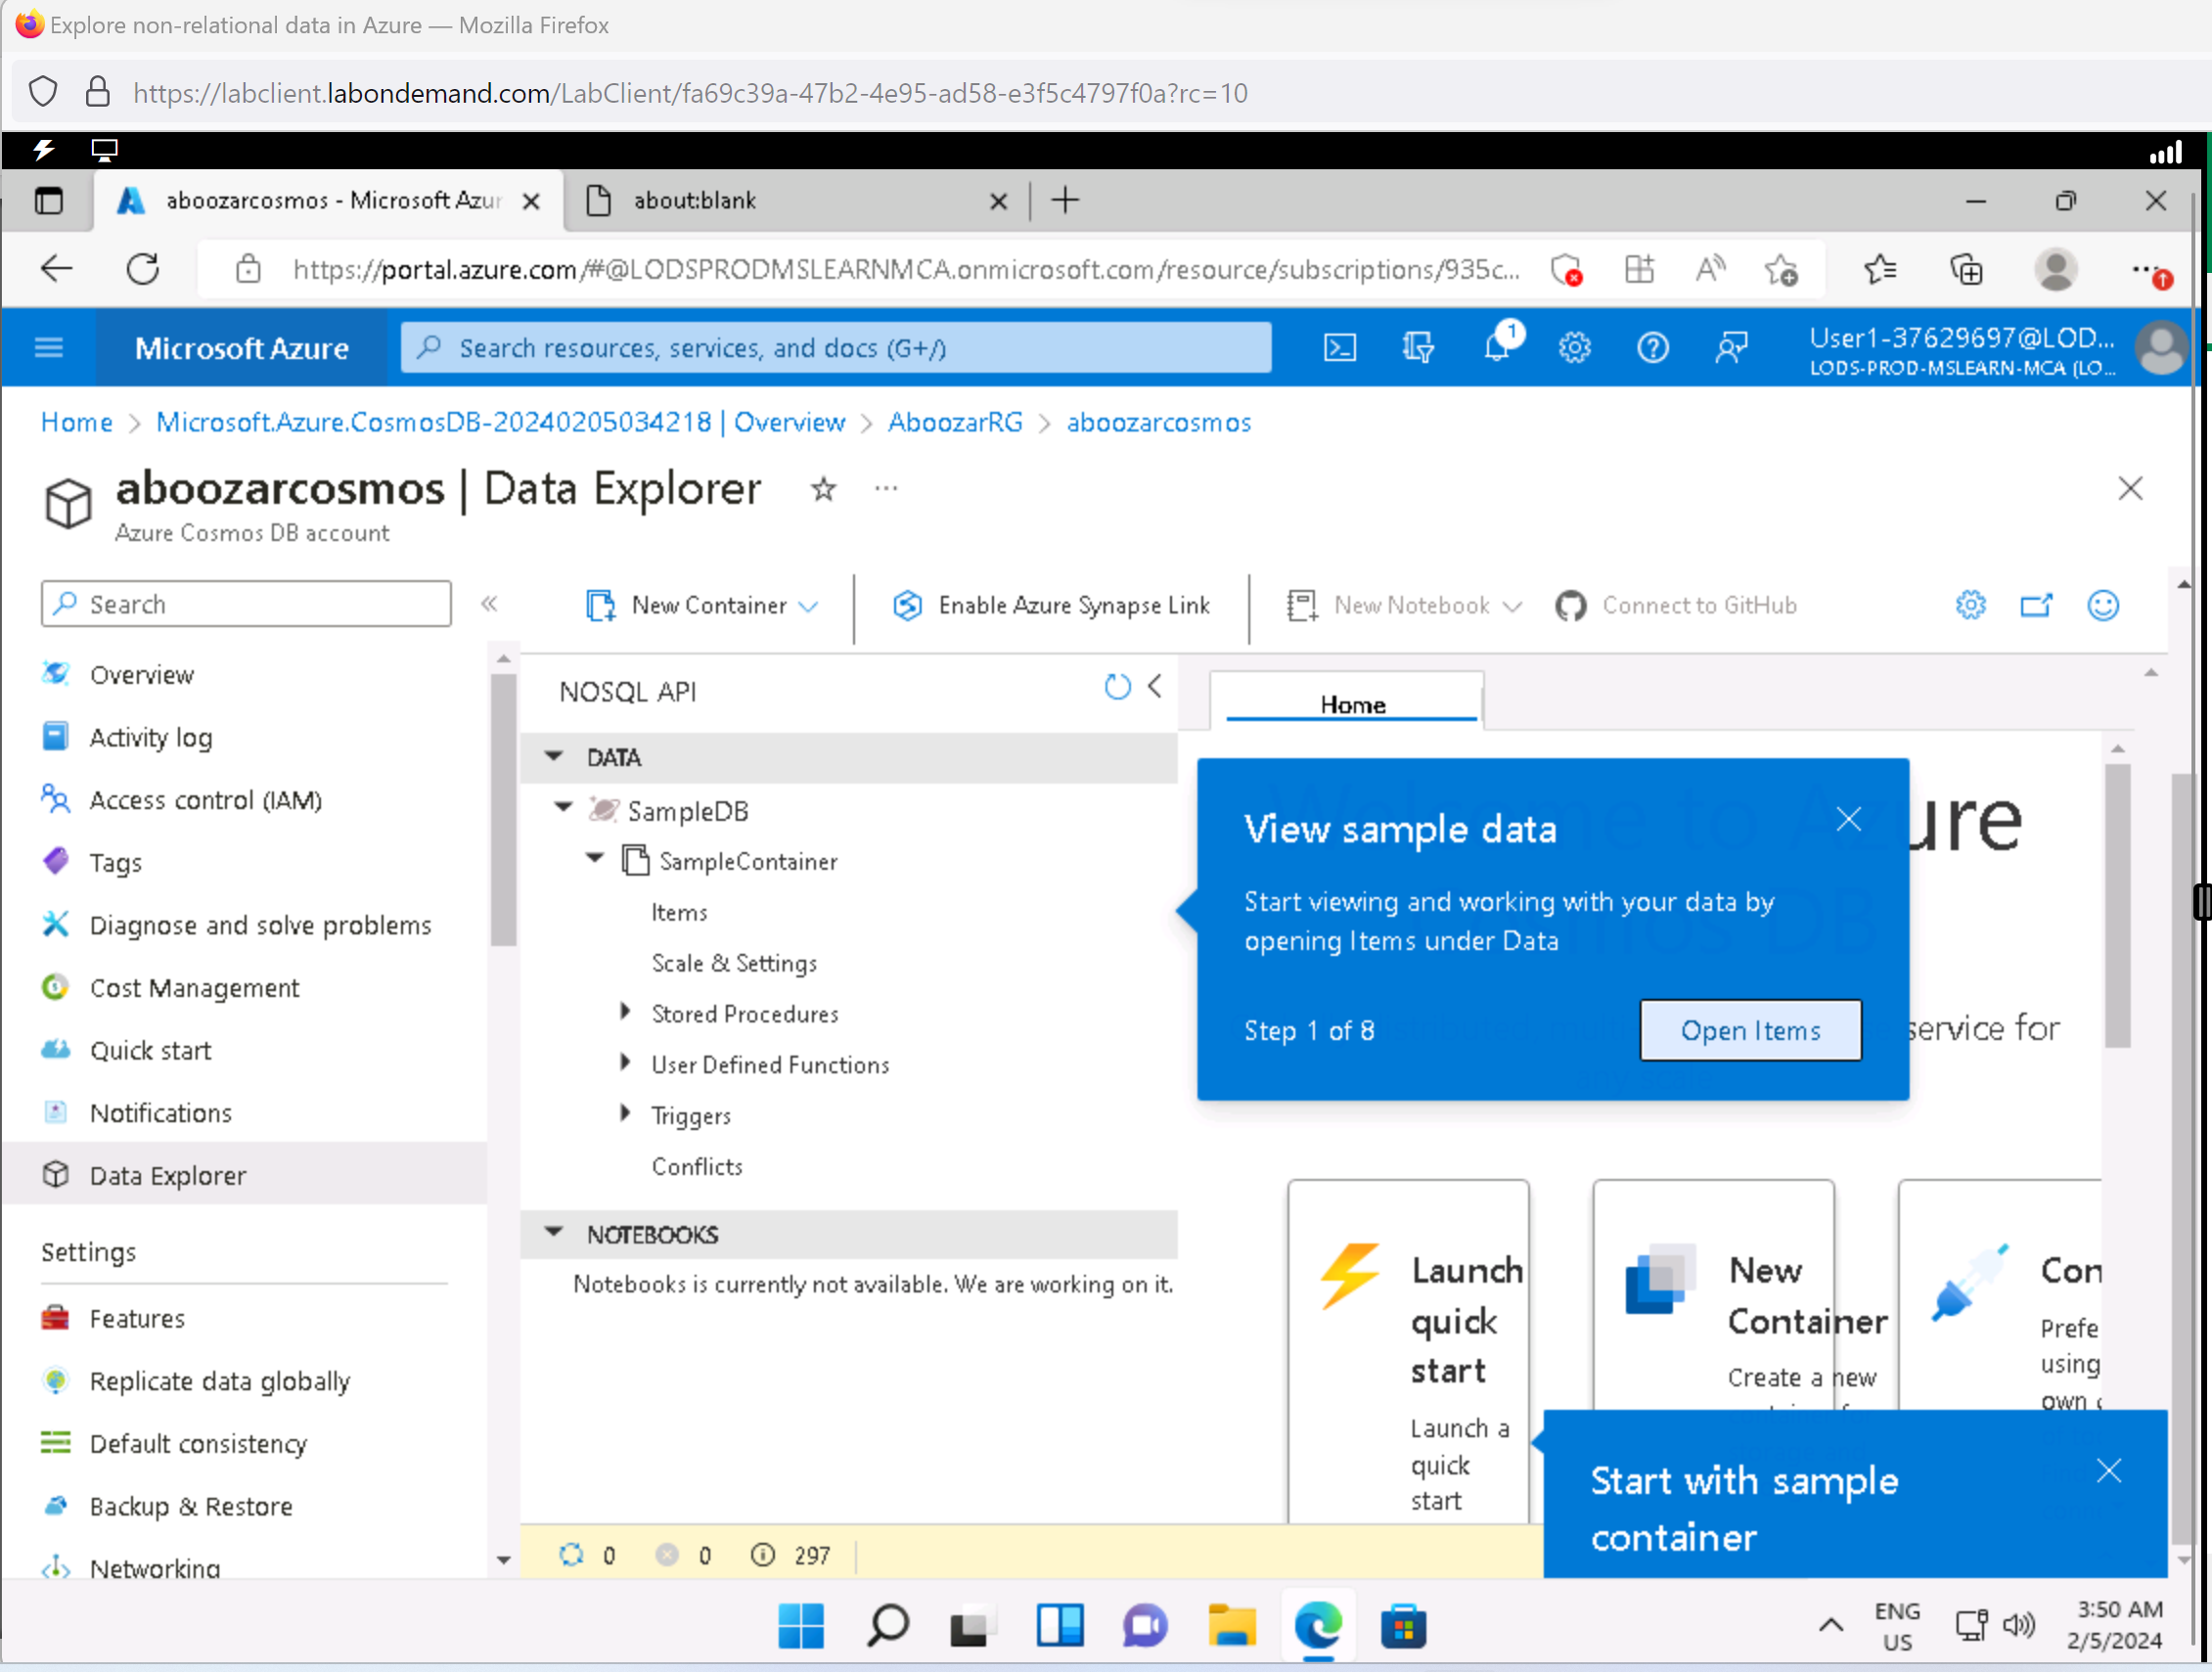 Explore non-relational data in Azure — Mozilla Firefox
https://labclient.labondemand.com/LabClient/fa69c39a-47b2-4e95-ad58-e3f5c4797f0a?rc=10
aboozarcosmos - Microsoft Azur
about:blank
https://portal.azure.com/#@LODSPRODMSLEARNMCA.onmicrosoft.com/resource/subscriptions/935c...
Microsoft Azure
Search resources, services, and docs (G+/)
1
User1-37629697@LOD...
LODS-PROD-MSLEARN-MCA (LO...
Home > Microsoft.Azure.CosmosDB-20240205034218 | Overview > AboozarRG > aboozarcosmos
aboozarcosmos | Data Explorer
Azure Cosmos DB account
Search
New Container
Enable Azure Synapse Link
New Notebook
Connect to GitHub
Overview
Activity log
Access control (IAM)
Tags
Diagnose and solve problems
Cost Management
Quick start
Notifications
Data Explorer
Settings
Features
Replicate data globally
Default consistency
Backup & Restore
Networking
NOSQL API
DATA
SampleDB
SampleContainer
Items
Scale & Settings
Stored Procedures
User Defined Functions
Triggers
Conflicts
NOTEBOOKS
Notebooks is currently not available. We are working on it.
0
0
297
Home
Welcome to Azure
View sample data
Start viewing and working with your data by
opening Items under Data
Step 1 of 8
Open Items
service for
Launch
quick
start
Launch a
quick
start
New
Container
Create a new
Con
Prefe
using
own
Start with sample
container
ENG
US
3:50 AM
2/5/2024